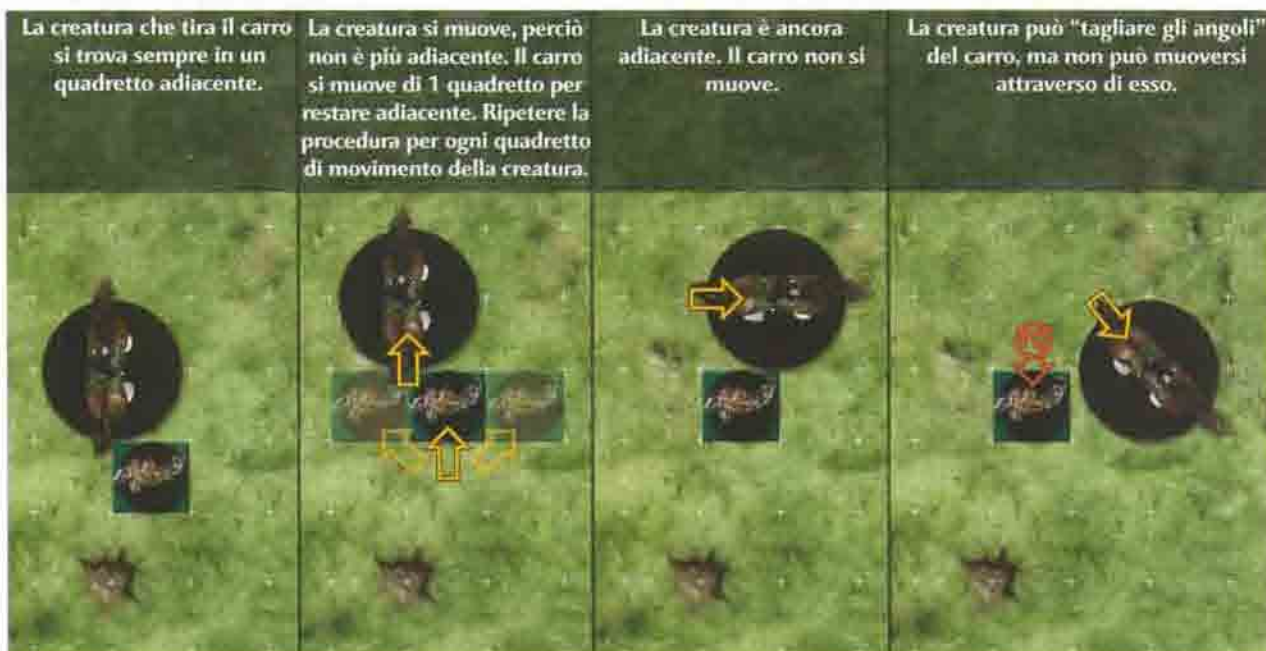 La creatura che tira il carro
si trova sempre in un
quadretto adiacente.
La creatura si muove, perciò
non è più adiacente. Il carro
si muove di 1 quadretto per
restare adiacente. Ripetere la
procedura per ogni quadretto
di movimento della creatura.
La creatura è ancora
adiacente. Il carro non si
muove.
La creatura può “tagliare gli angoli”
del carro, ma non può muoversi
attraverso di esso.